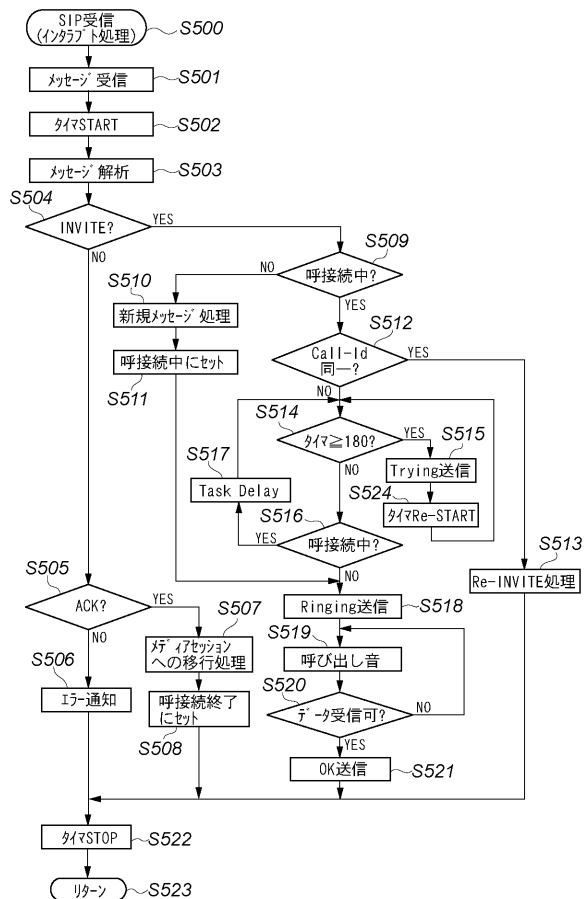 SIP受信
(インタラプト処理)
S500
メッセージ受信
S501
タイマSTART
S502
メッセージ解析
S503
S504
INVITE?
YES
NO
S509
呼接続中?
NO
YES
S510
新規メッセージ処理
呼接続中にセット
S511
S512
Call-Id
同一?
YES
NO
S514
タイマ≧180?
YES
NO
S515
Trying送信
S524
タイマRe-START
S517
Task Delay
S516
呼接続中?
YES
NO
S513
Re-INVITE処理
S505
ACK?
YES
NO
S507
メディアセッション
への移行処理
呼接続終了
にセット
S508
S506
エラー通知
Ringing送信
S518
S519
呼び出し音
S520
データ受信可?
NO
YES
OK送信
S521
タイマSTOP
S522
リターン
S523